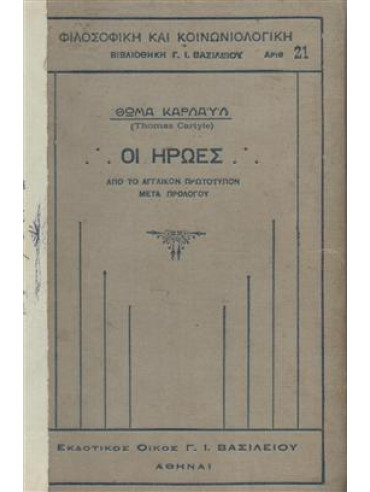 ΦΙΛΟΣΟΦΙΚΗ ΚΑΙ ΚΟΙΝΩΝΙΟΛΟΓΙΚΗ
ΒΙΒΛΙΟΘΗΚΗ Γ. Ι. ΒΑΣΙΛΕΙΟΥ ΑΡΙΘ 21
ΘΩΜΑ ΚΑΡΛΑΫΛ
(Thomas Carlyle)
ΟΙ ΗΡΩΕΣ
ΑΠΟ ΤΟ ΑΓΓΛΙΚΟΝ ΠΡΩΤΟΤΥΠΟΝ
ΜΕΤΑ ΠΡΟΛΟΓΟΥ
ΕΚΔΟΤΙΚΟΣ ΟΙΚΟΣ Γ. Ι. ΒΑΣΙΛΕΙΟΥ
ΑΘΗΝΑΙ